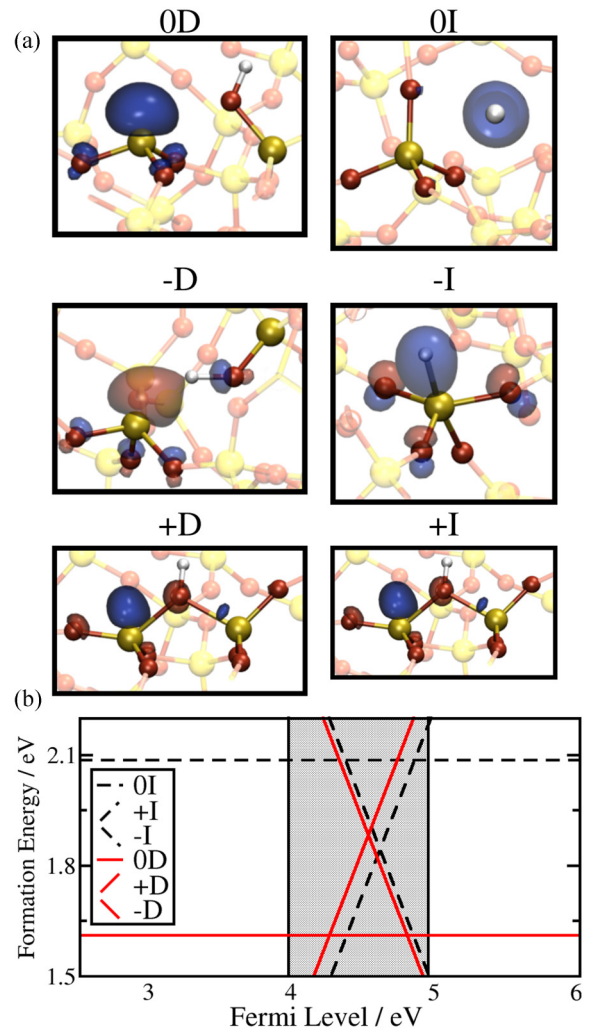 (a)
0D 0I
-D -I
+D +I
(b)
2.1
1.8
1.5
Formation Energy / eV
0I
+I
-I
0D
+D
-D
3 4 5 6
Fermi Level / eV